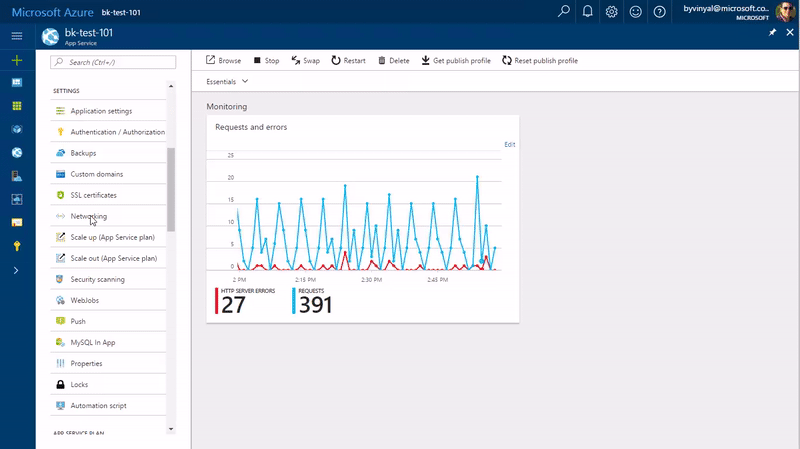 Microsoft Azure bk-test-101
byvinyal@microsoft.co...
MICROSOFT
bk-test-101
App Service
Search (Ctrl+/)
SETTINGS
Application settings
Authentication / Authorization
Backups
Custom domains
SSL certificates
Networking
Scale up (App Service plan)
Scale out (App Service plan)
Security scanning
WebJobs
Push
MySQL In App
Properties
Locks
Automation script
APP SERVICE PLAN
Browse Stop Swap Restart Delete Get publish profile Reset publish profile
Essentials
Monitoring
Requests and errors
Edit
25
20
15
10
5
0
2 PM 2:15 PM 2:30 PM 2:45 PM
HTTP SERVER ERRORS
27
REQUESTS
391